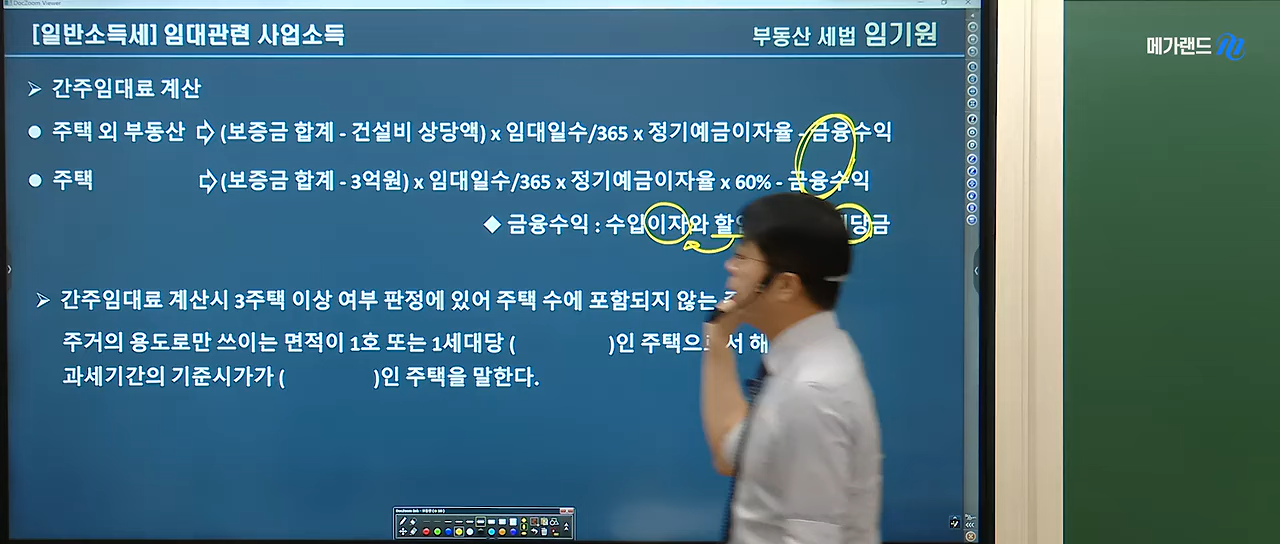 DocZoom Viewer
[일반소득세] 임대관련 사업소득
부동산 세법 임기원
메가랜드
➢ 간주임대료 계산
● 주택 외 부동산 ⇨ (보증금 합계 - 건설비 상당액) x 임대일수/365 x 정기예금이자율 - 금융수익
● 주택 ⇨ (보증금 합계 - 3억원) x 임대일수/365 x 정기예금이자율 x 60% - 금융수익
◆ 금융수익 : 수입이자와 할 당금
➢ 간주임대료 계산시 3주택 이상 여부 판정에 있어 주택 수에 포함되지 않는
주거의 용도로만 쓰이는 면적이 1호 또는 1세대당 ( )인 주택으로서 해
과세기간의 기준시가가 ( )인 주택을 말한다.